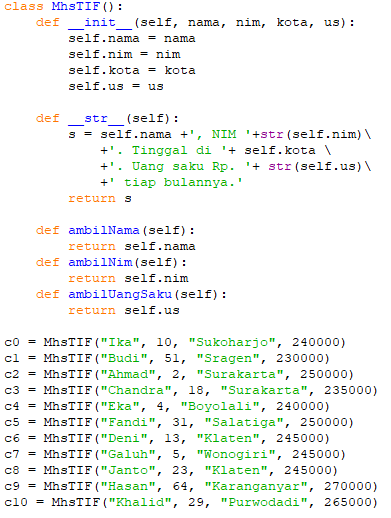 class MhsTIF():
    def __init__(self, nama, nim, kota, us):
        self.nama = nama
        self.nim = nim
        self.kota = kota
        self.us = us

    def __str__(self):
        s = self.nama +', NIM '+str(self.nim)\
            +'. Tinggal di '+ self.kota \
            +'. Uang saku Rp. '+ str(self.us)\
            +' tiap bulannya.'
        return s

    def ambilNama(self):
        return self.nama
    def ambilNim(self):
        return self.nim
    def ambilUangSaku(self):
        return self.us

c0 = MhsTIF("Ika", 10, "Sukoharjo", 240000)
c1 = MhsTIF("Budi", 51, "Sragen", 230000)
c2 = MhsTIF("Ahmad", 2, "Surakarta", 250000)
c3 = MhsTIF("Chandra", 18, "Surakarta", 235000)
c4 = MhsTIF("Eka", 4, "Boyolali", 240000)
c5 = MhsTIF("Fandi", 31, "Salatiga", 250000)
c6 = MhsTIF("Deni", 13, "Klaten", 245000)
c7 = MhsTIF("Galuh", 5, "Wonogiri", 245000)
c8 = MhsTIF("Janto", 23, "Klaten", 245000)
c9 = MhsTIF("Hasan", 64, "Karanganyar", 270000)
c10 = MhsTIF("Khalid", 29, "Purwodadi", 265000)